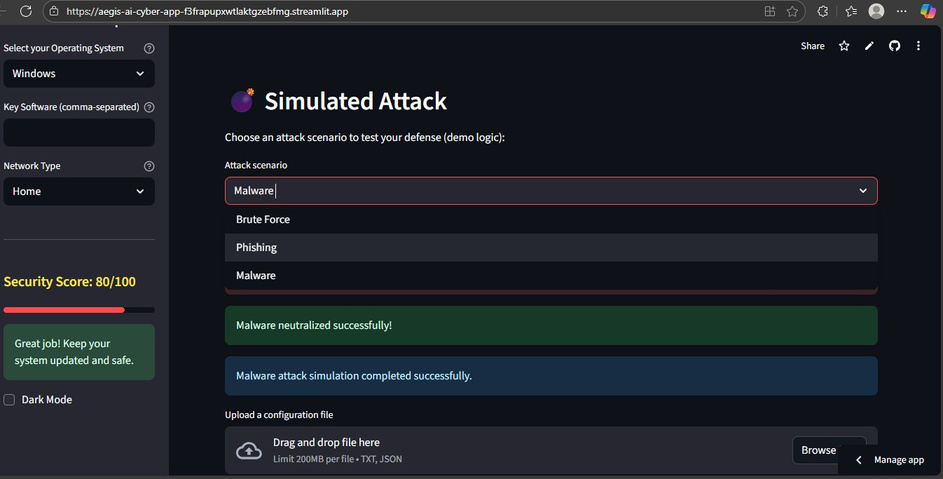 https://aegis-ai-cyber-app-f3frapupxwtlaktgzebfmg.streamlit.app
Select your Operating System
Windows
Key Software (comma-separated)
Network Type
Home
Security Score: 80/100
Great job! Keep your
system updated and safe.
Dark Mode
Share
Simulated Attack
Choose an attack scenario to test your defense (demo logic):
Attack scenario
Malware
Brute Force
Phishing
Malware
Malware neutralized successfully!
Malware attack simulation completed successfully.
Upload a configuration file
Drag and drop file here
Limit 200MB per file • TXT, JSON
Browse
Manage app